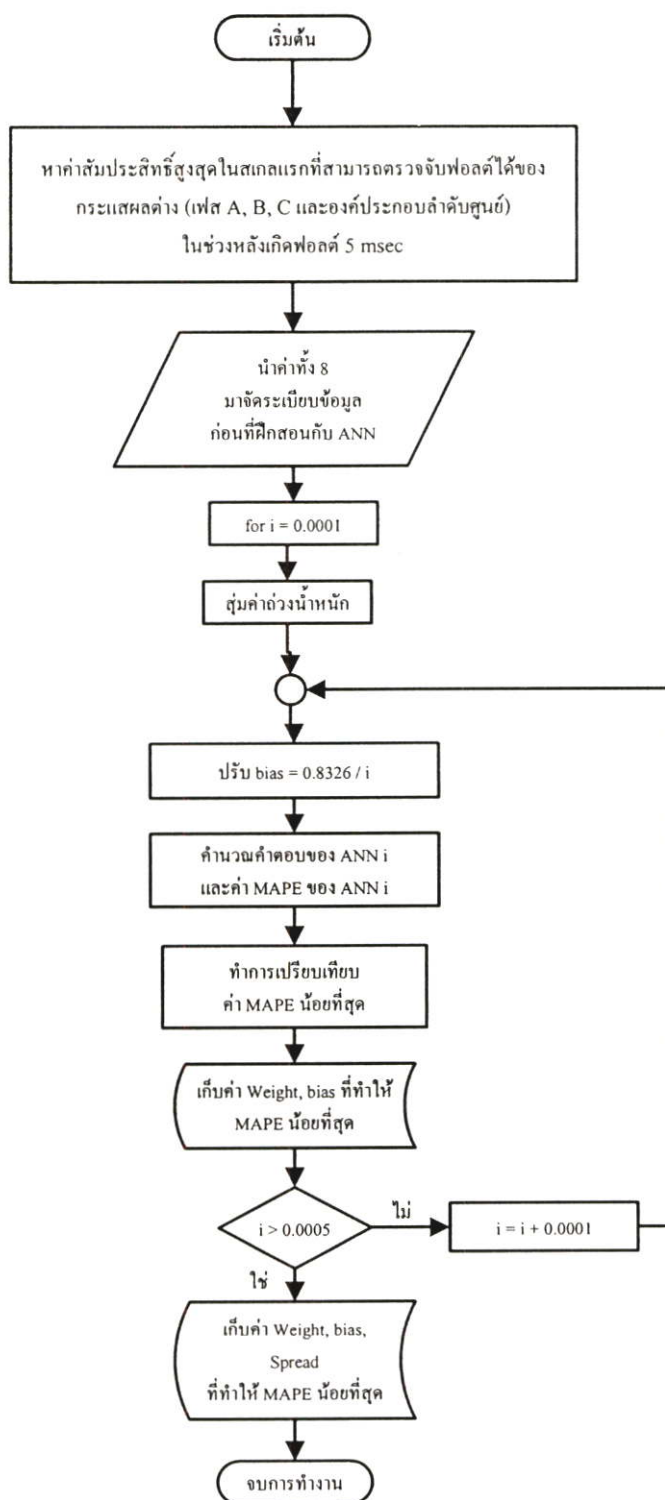 เริ่มต้น
หาค่าสัมประสิทธิ์สูงสุดในสเกลแรกที่สามารถตรวจจับฟอลต์ได้ของ
กระแสผลต่าง (เฟส A, B, C และองค์ประกอบลำดับศูนย์)
ในช่วงหลังเกิดฟอลต์ 5 msec
นำค่าทั้ง 8
มาจัดระเบียบข้อมูล
ก่อนที่ฝึกสอนกับ ANN
for i = 0.0001
สุ่มค่าถ่วงน้ำหนัก
ปรับ bias = 0.8326 / i
คำนวณคำตอบของ ANN i
และค่า MAPE ของ ANN i
ทำการเปรียบเทียบ
ค่า MAPE น้อยที่สุด
เก็บค่า Weight, bias ที่ทำให้
MAPE น้อยที่สุด
i > 0.0005
ไม่
i = i + 0.0001
ใช่
เก็บค่า Weight, bias,
Spread
ที่ทำให้ MAPE น้อยที่สุด
จบการทำงาน